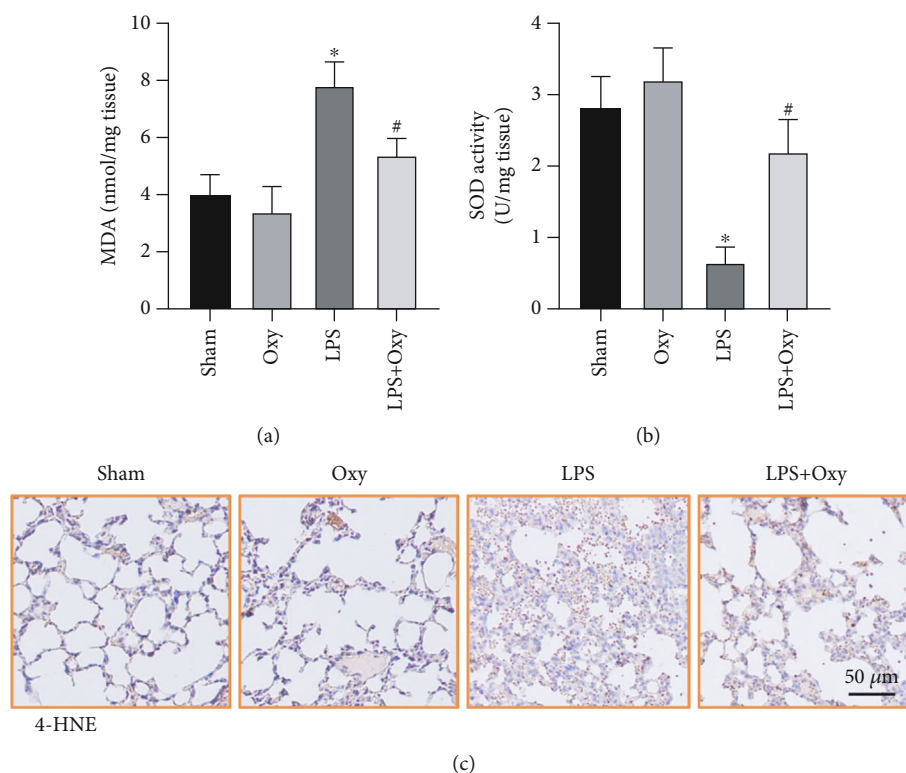 10
8
6
4
2
0
MDA (nmol/mg tissue)
*
#
Sham
Oxy
LPS
LPS+Oxy
(a)
4
3
2
1
0
SOD activity
(U/mg tissue)
*
#
Sham
Oxy
LPS
LPS+Oxy
(b)
Sham
Oxy
LPS
LPS+Oxy
50 μm
4-HNE
(c)